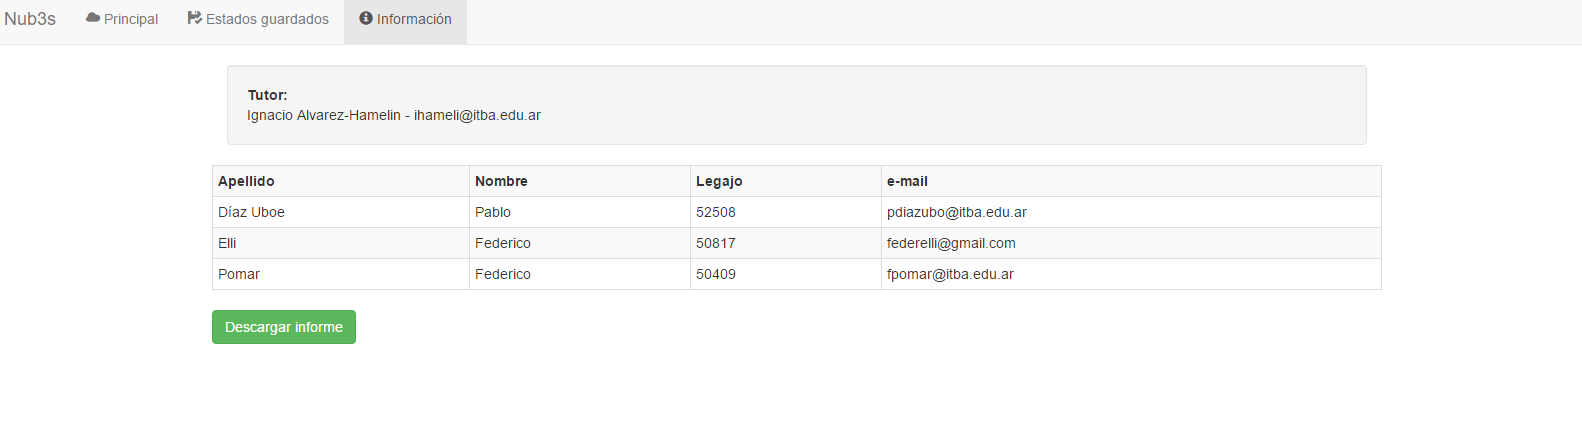 Nub3s Principal Estados guardados Información
Tutor:
Ignacio Alvarez-Hamelin - ihameli@itba.edu.ar
Apellido Nombre Legajo e-mail
Díaz Uboe Pablo 52508 pdiazubo@itba.edu.ar
Elli Federico 50817 federelli@gmail.com
Pomar Federico 50409 fpomar@itba.edu.ar
Descargar informe